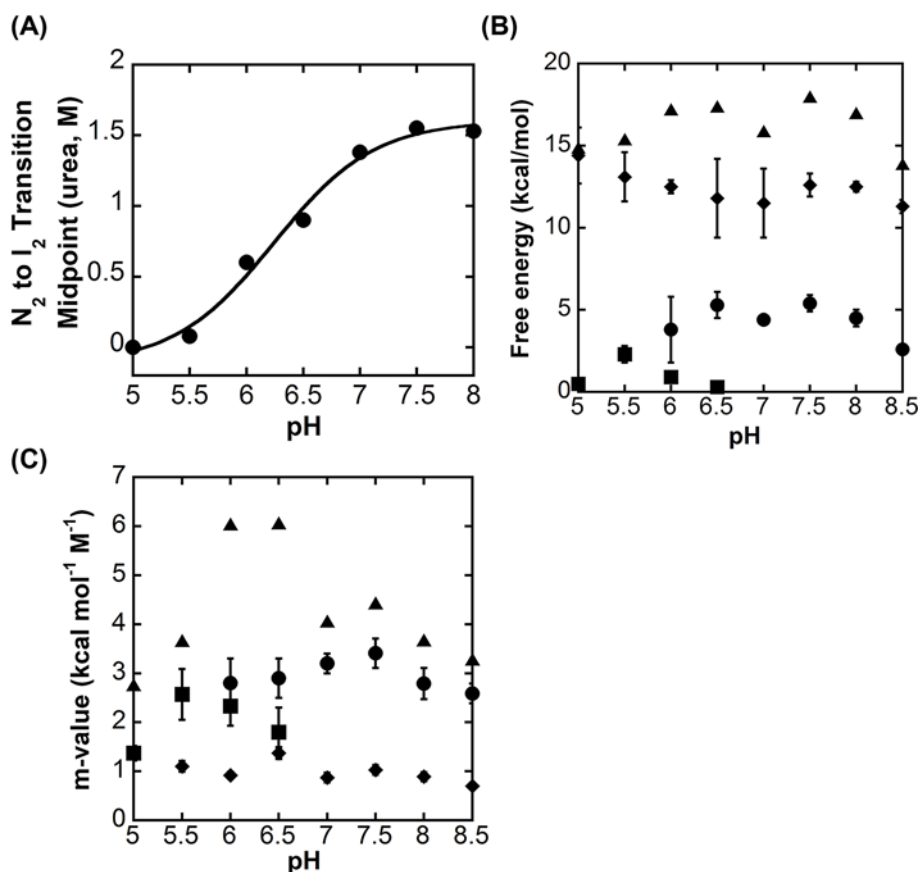 (A)
N₂ to I₂ Transition
Midpoint (urea, M)
2
1.5
1
0.5
0
5 5.5 6 6.5 7 7.5 8
pH
(B)
Free energy (kcal/mol)
20
15
10
5
0
5 5.5 6 6.5 7 7.5 8 8.5
pH
(C)
m-value (kcal mol⁻¹ M⁻¹)
7
6
5
4
3
2
1
0
5 5.5 6 6.5 7 7.5 8 8.5
pH